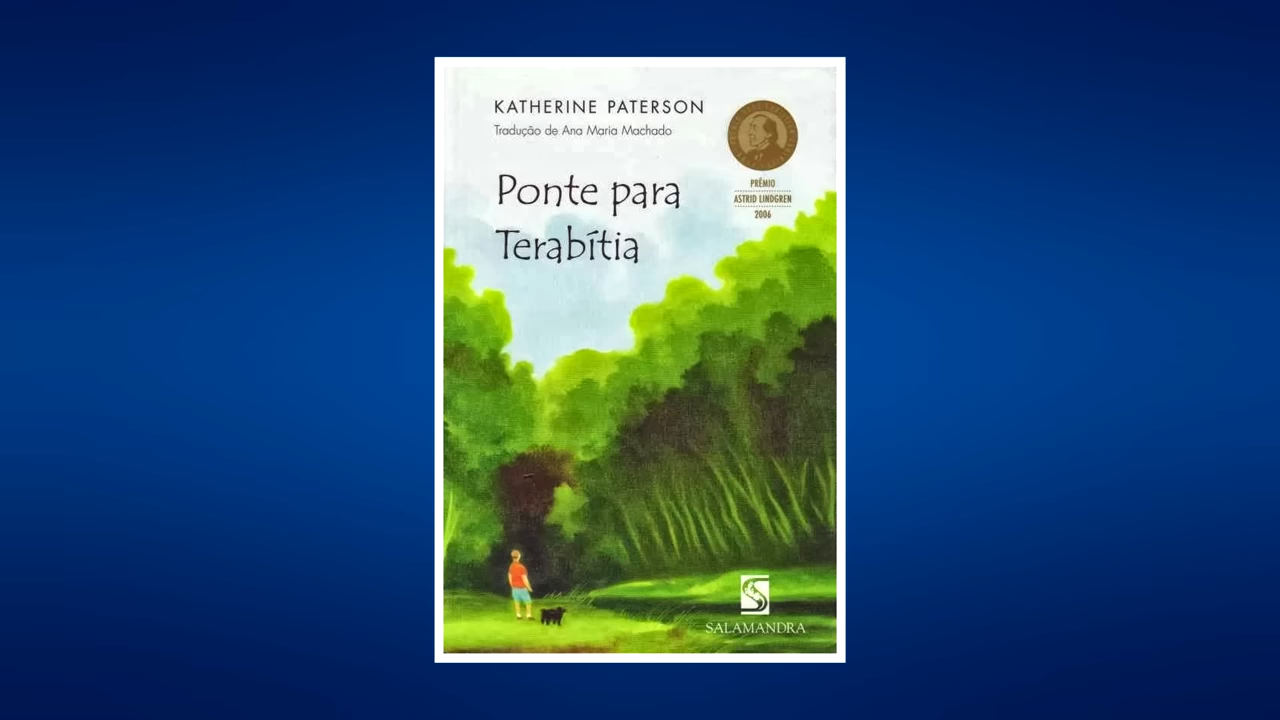 KATHERINE PATERSON
Tradução de Ana Maria Machado
Ponte para
Terabítia
PRÊMIO
ASTRID LINDGREN
2006
SALAMANDRA